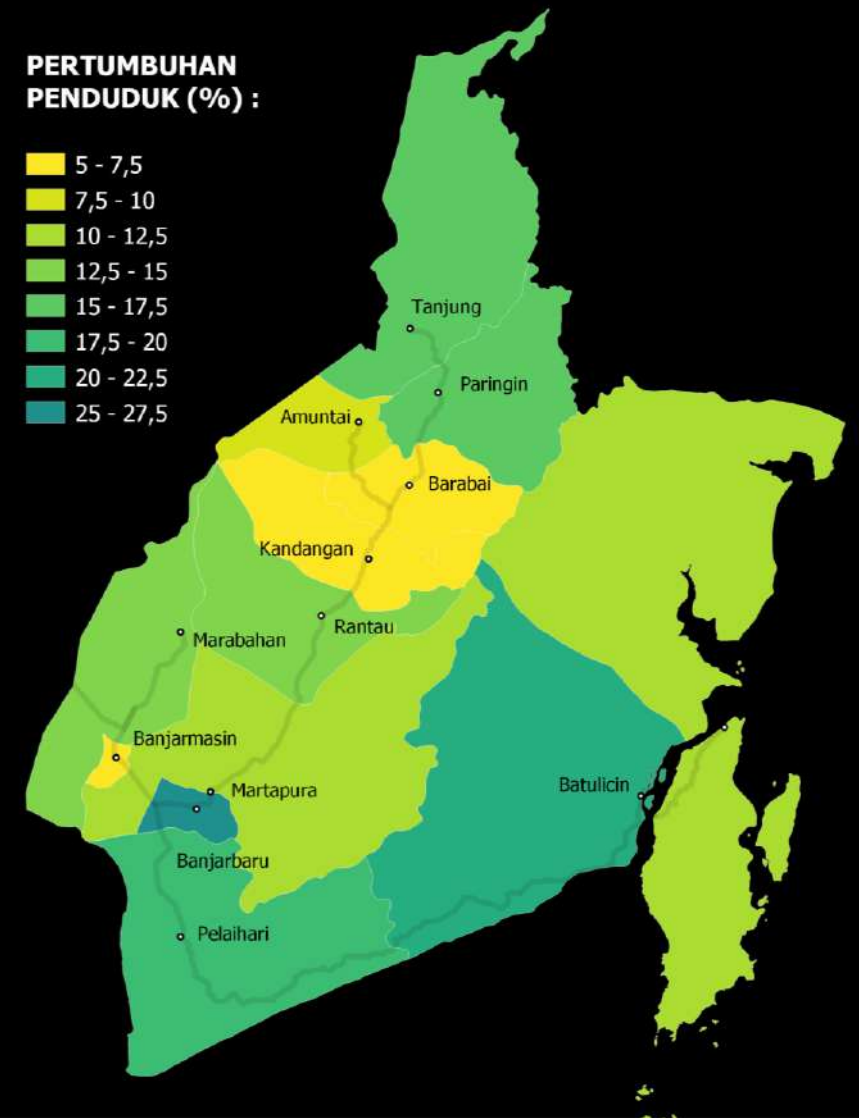 PERTUMBUHAN
PENDUDUK (%) :
5 - 7,5
7,5 - 10
10 - 12,5
12,5 - 15
15 - 17,5
17,5 - 20
20 - 22,5
25 - 27,5
Tanjung
Paringin
Amuntai
Barabai
Kandangan
Rantau
Marabahan
Banjarmasin
Martapura
Batulicin
Banjarbaru
Pelaihari